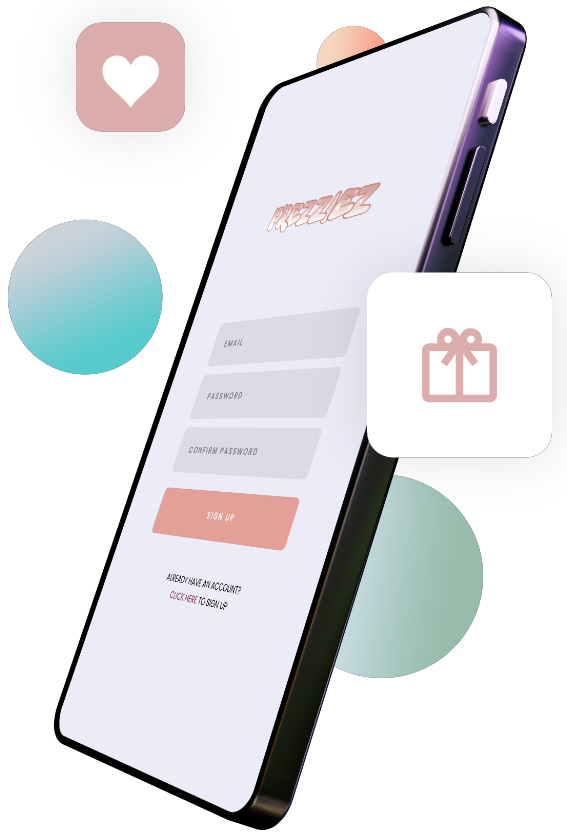 PREZZIEZ
EMAIL
PASSWORD
CONFIRM PASSWORD
SIGN UP
ALREADY HAVE AN ACCOUNT?
CLICK HERE TO SIGN UP